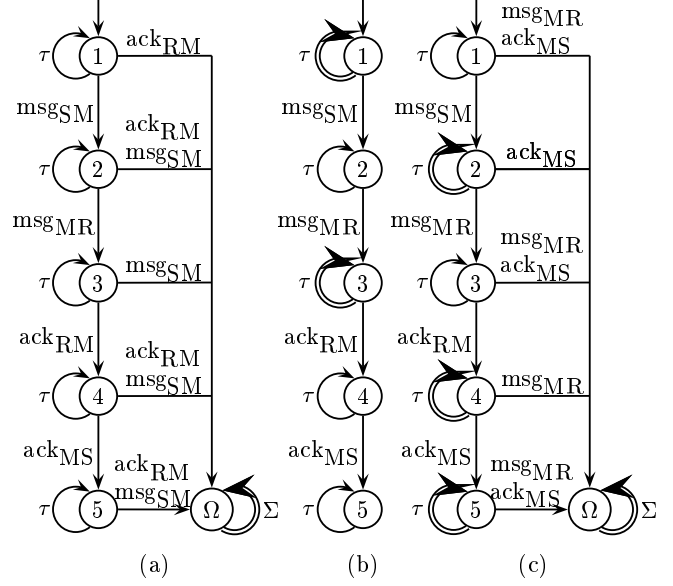 msg_MR
τ 1 ack_RM τ 1 τ 1 ack_MS
msg_SM msg_SM msg_SM
ack_RM
τ 2 msg_SM τ 2 τ 2 ack_MS
msg_MR msg_MR msg_MR msg_MR
τ 3 msg_SM τ 3 τ 3 ack_MS
ack_RM ack_RM ack_RM ack_RM
τ 4 msg_SM τ 4 τ 4 msg_MR
ack_MS ack_MS ack_MS
ack_RM msg_MR
τ 5 msg_SM Ω Σ τ 5 τ 5 ack_MS Ω Σ
(a) (b) (c)